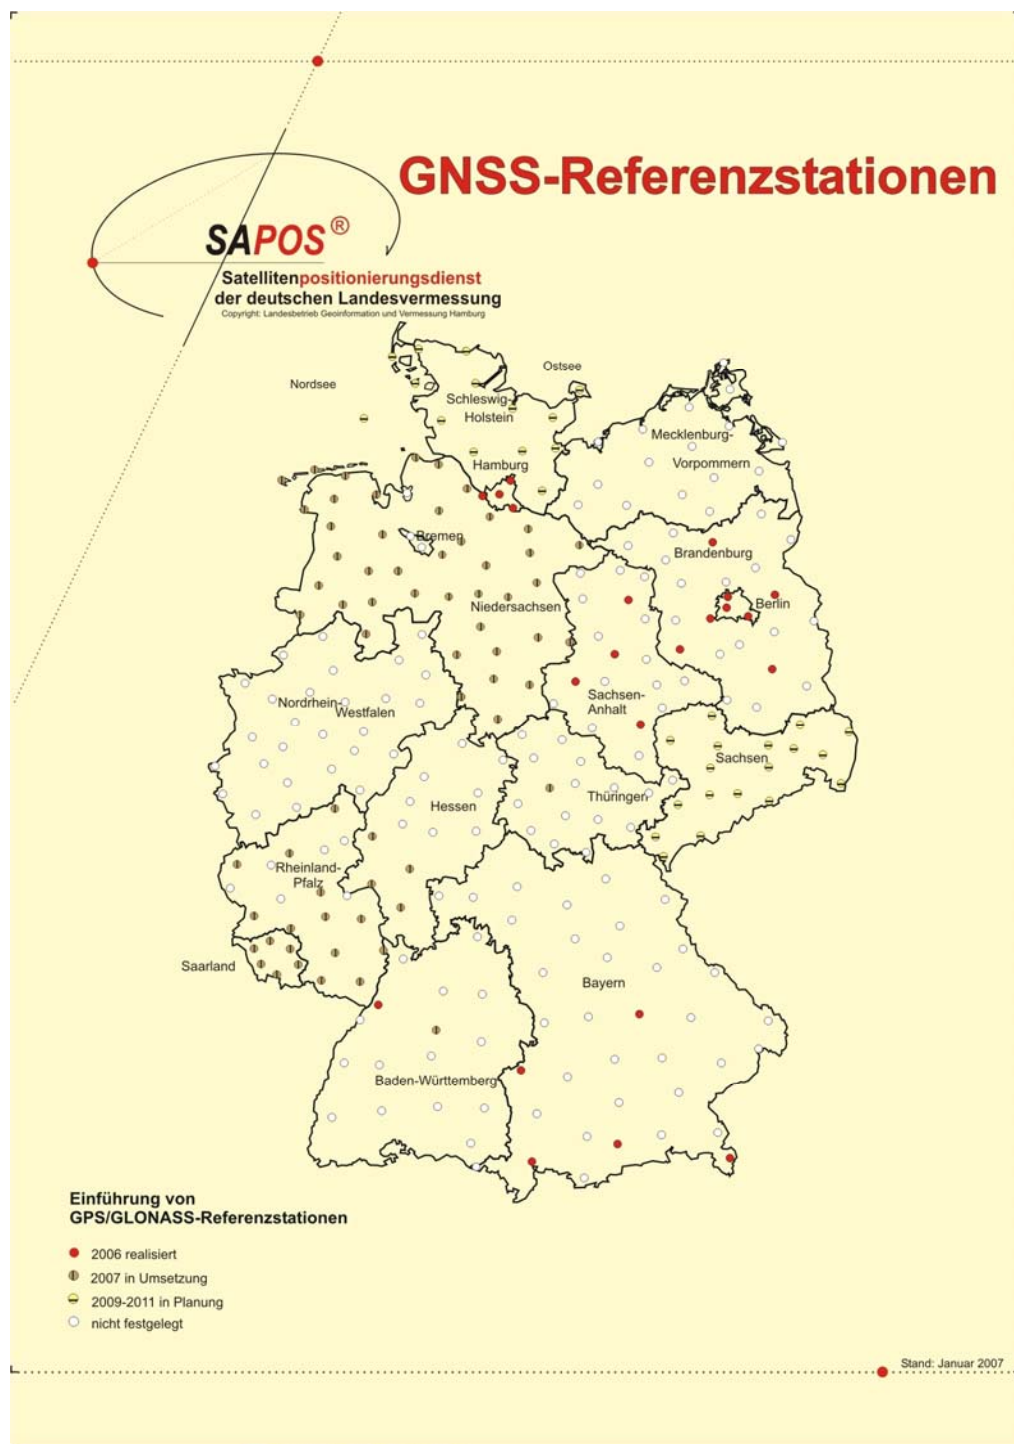 GNSS-Referenzstationen
SAPOS®
Satellitenpositionierungsdienst
der deutschen Landesvermessung
Copyright: Landesbetrieb Geoinformation und Vermessung Hamburg
Nordsee
Ostsee
Schleswig-
Holstein
Mecklenburg-
Vorpommern
Hamburg
Bremen
Brandenburg
Berlin
Niedersachsen
Sachsen-
Anhalt
Nordrhein-
Westfalen
Sachsen
Thüringen
Hessen
Rheinland-
Pfalz
Saarland
Bayern
Baden-Württemberg
Einführung von
GPS/GLONASS-Referenzstationen
2006 realisiert
2007 in Umsetzung
2009-2011 in Planung
nicht festgelegt
Stand: Januar 2007